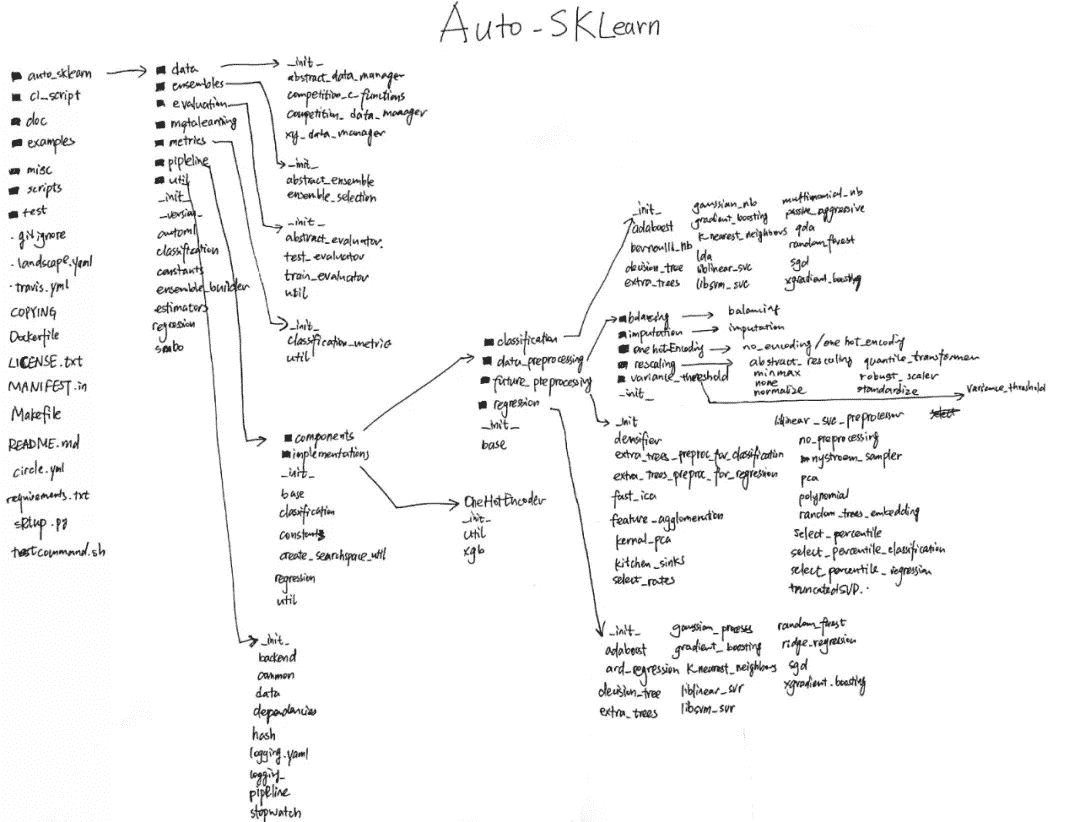 Auto-SKLearn
auto_sklearn
ci_script
doc
examples
misc
scripts
test
.gitignore
.landscape.yaml
.travis.yml
COPYING
Dockerfile
LICENSE.txt
MANIFEST.in
Makefile
README.md
circle.yml
requirements.txt
setup.py
testcommand.sh
data
ensembles
evaluation
metalearning
metrics
pipleline
util
_init_
_version_
automl
classification
constants
ensemble_builder
estimators
regression
smbo
_init_
abstract_data_manager
competition_c_functions
competition_data_manager
xy_data_manager
_init_
abstract_ensemble
ensemble_selection
_init_
abstract_evaluator.
test_evaluator
train_evaluator
util
_init_
classification_metric
util
components
implementations
_init_
base
classification
constants
create_searchspace_util
regression
util
_init_
backend
common
data
dependencies
hash
logging.yaml
logging_
pipeline
stopwatch
classification
data_preprocessing
future_preprocessing
regression
_init_
base
OneHotEncoder
_init_
util
xgb
_init_
adaboost
bernoulli_nb
decision_tree
extra_trees
gaussian_nb
gradient_boosting
k_nearest_neighbors
lda
liblinear_svc
libsvm_svc
multinomial_nb
passive_aggressive
qda
random_forest
sgd
xgradient_boosting
balancing
balancing
imputation
imputation
one hot_Encoding
no_encoding/one hot_encoding
rescaling
abstract_rescaling
quantile_transformer
minmax
robust_scaler
none
normalize
standardize
variance_threshold
variance_threshold
_init_
_init
densifier
extra_trees_preproc_for_classification
extra_trees_preproc_for_regression
fast_ica
feature_agglomeration
kernal_pca
kitchen_sinks
select_rates
liblinear_svc_preprocessor
no_preprocessing
nystroem_sampler
pca
polynomial
random_trees_embedding
select_percentile
select_percentile_classification
select_percentile_regression
truncatedSVD..
_init_
adaboost
ard_regression
decision_tree
extra_trees
gaussian_process
gradient_boosting
k_nearest_neighbors
liblinear_svr
libsvm_svr
random_forest
ridge_regression
sgd
xgradient_boosting